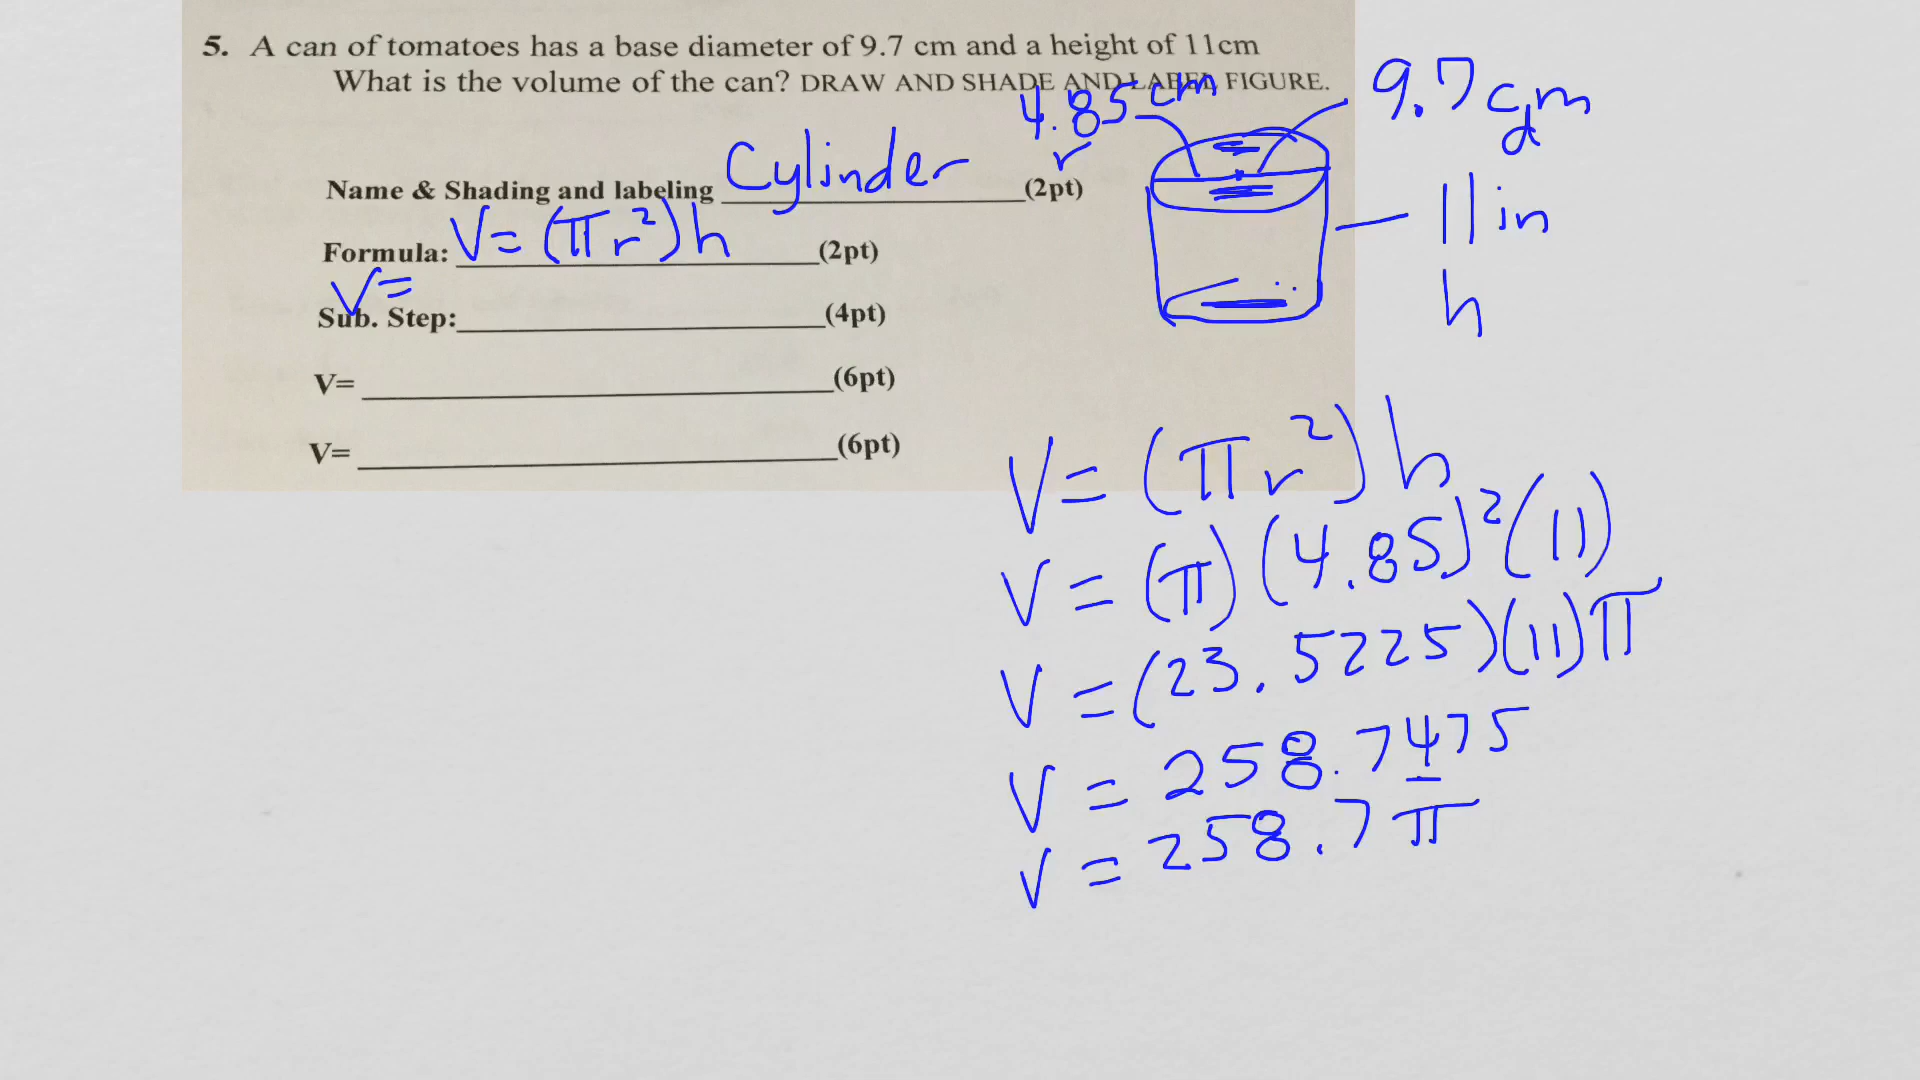 5. A can of tomatoes has a base diameter of 9.7 cm and a height of 11cm
What is the volume of the can? DRAW AND SHADE AND LABEL FIGURE.
4.85 cm
r
9.7 cm
d
11 in
h
Name & Shading and labeling Cylinder (2pt)
Formula: V= (πr²)h (2pt)
V=
Sub. Step: (4pt)
V= (6pt)
V= (6pt)
V= (πr²)h
V = (π)(4.85)²(11)
V = (23.5225)(11)π
V = 258.7475
V = 258.7π